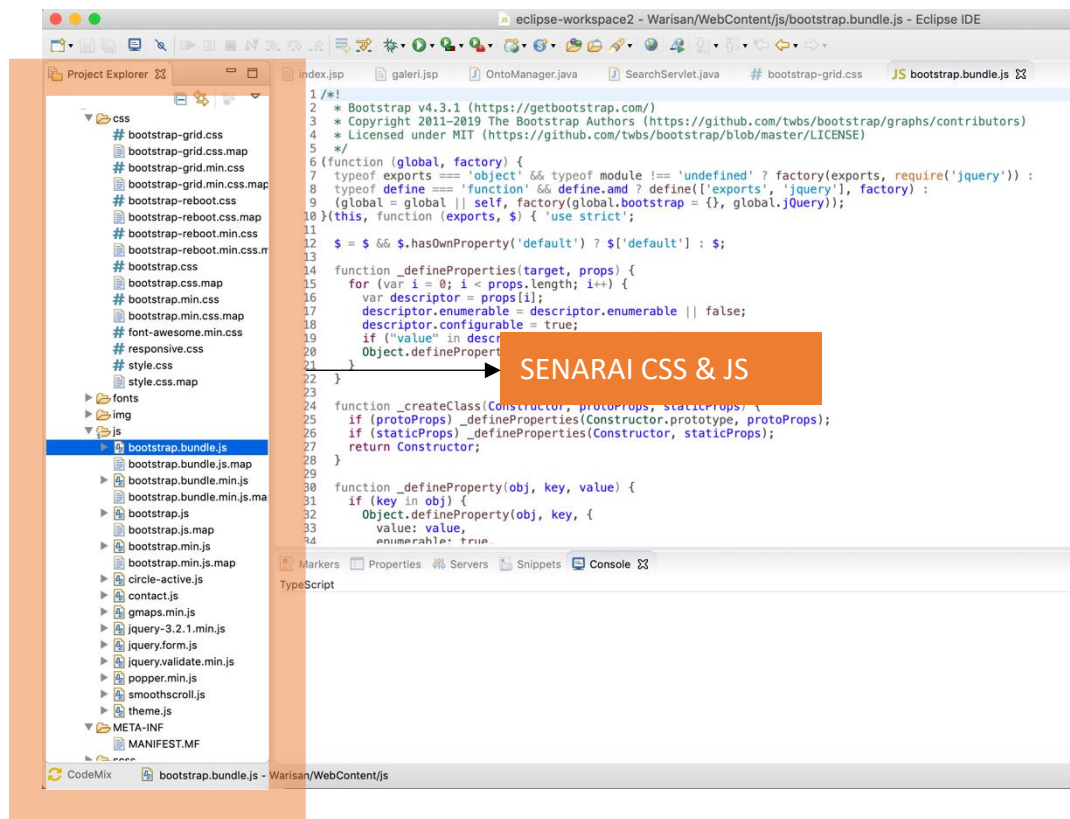 eclipse-workspace2 - Warisan/WebContent/js/bootstrap.bundle.js - Eclipse IDE
Project Explorer
css
bootstrap-grid.css
bootstrap-grid.css.map
bootstrap-grid.min.css
bootstrap-grid.min.css.map
bootstrap-reboot.css
bootstrap-reboot.css.map
bootstrap-reboot.min.css
bootstrap-reboot.min.css.m
bootstrap.css
bootstrap.css.map
bootstrap.min.css
bootstrap.min.css.map
font-awesome.min.css
responsive.css
style.css
style.css.map
fonts
img
js
bootstrap.bundle.js
bootstrap.bundle.js.map
bootstrap.bundle.min.js
bootstrap.bundle.min.js.ma
bootstrap.js
bootstrap.js.map
bootstrap.min.js
bootstrap.min.js.map
circle-active.js
contact.js
gmaps.min.js
jquery-3.2.1.min.js
jquery.form.js
jquery.validate.min.js
popper.min.js
smoothscroll.js
theme.js
META-INF
MANIFEST.MF
index.jsp galeri.jsp OntoManager.java SearchServlet.java # bootstrap-grid.css JS bootstrap.bundle.js
1 /*!
2 * Bootstrap v4.3.1 (https://getbootstrap.com/)
3 * Copyright 2011-2019 The Bootstrap Authors (https://github.com/twbs/bootstrap/graphs/contributors)
4 * Licensed under MIT (https://github.com/twbs/bootstrap/blob/master/LICENSE)
5 */
6 (function (global, factory) {
7 typeof exports === 'object' && typeof module !== 'undefined' ? factory(exports, require('jquery')) :
8 typeof define === 'function' && define.amd ? define(['exports', 'jquery'], factory) :
9 (global = global || self, factory(global.bootstrap = {}, global.jQuery));
10 }(this, function (exports, $) { 'use strict';
11
12 $ = $ && $.hasOwnProperty('default') ? $['default'] : $;
13
14 function _defineProperties(target, props) {
15 for (var i = 0; i < props.length; i++) {
16 var descriptor = props[i];
17 descriptor.enumerable = descriptor.enumerable || false;
18 descriptor.configurable = true;
19 if ("value" in descr
20 Object.definePropert
21 }
22 }
23
24 function _createClass(Constructor, protoProps, staticProps) {
25 if (protoProps) _defineProperties(Constructor.prototype, protoProps);
26 if (staticProps) _defineProperties(Constructor, staticProps);
27 return Constructor;
28 }
29
30 function _defineProperty(obj, key, value) {
31 if (key in obj) {
32 Object.defineProperty(obj, key, {
33 value: value,
34 enumerable: true,
SENARAI CSS & JS
Markers Properties Servers Snippets Console
TypeScript
CodeMix bootstrap.bundle.js - Warisan/WebContent/js